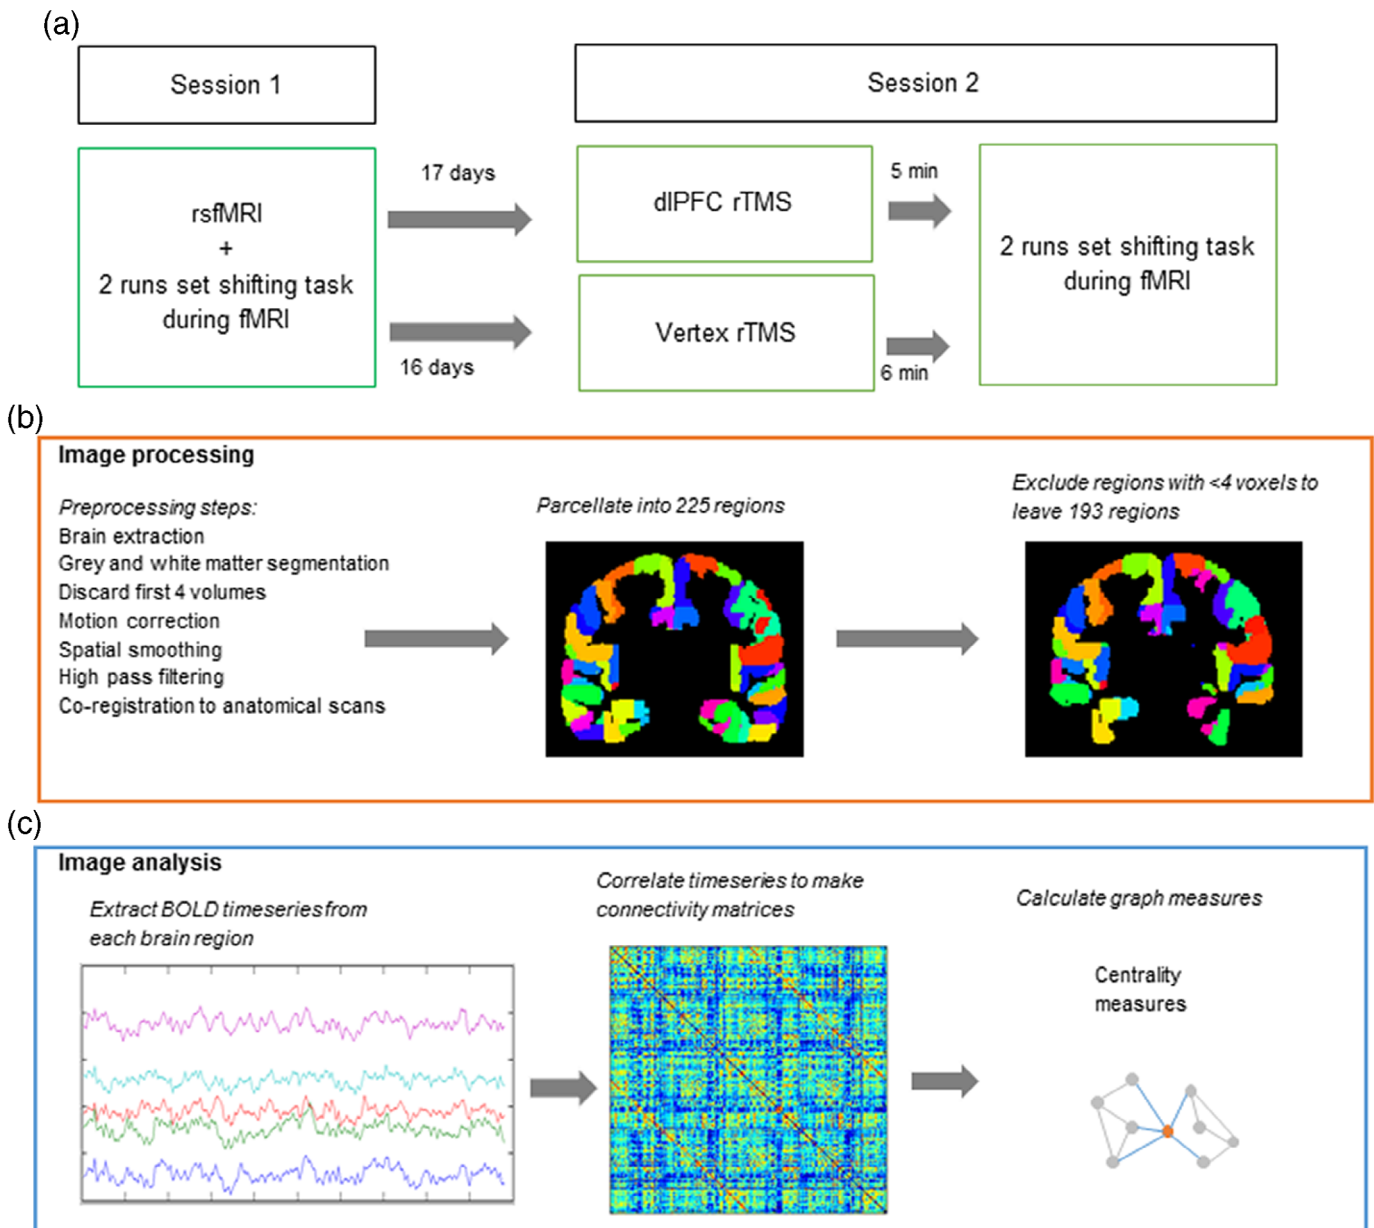 (a)
Session 1
Session 2
rsfMRI
+
2 runs set shifting task
during fMRI
17 days
16 days
dlPFC rTMS
Vertex rTMS
5 min
6 min
2 runs set shifting task
during fMRI
(b)
Image processing
Preprocessing steps:
Brain extraction
Grey and white matter segmentation
Discard first 4 volumes
Motion correction
Spatial smoothing
High pass filtering
Co-registration to anatomical scans
Parcellate into 225 regions
Exclude regions with <4 voxels to
leave 193 regions
(c)
Image analysis
Extract BOLD timeseries from
each brain region
Correlate timeseries to make
connectivity matrices
Calculate graph measures
Centrality
measures